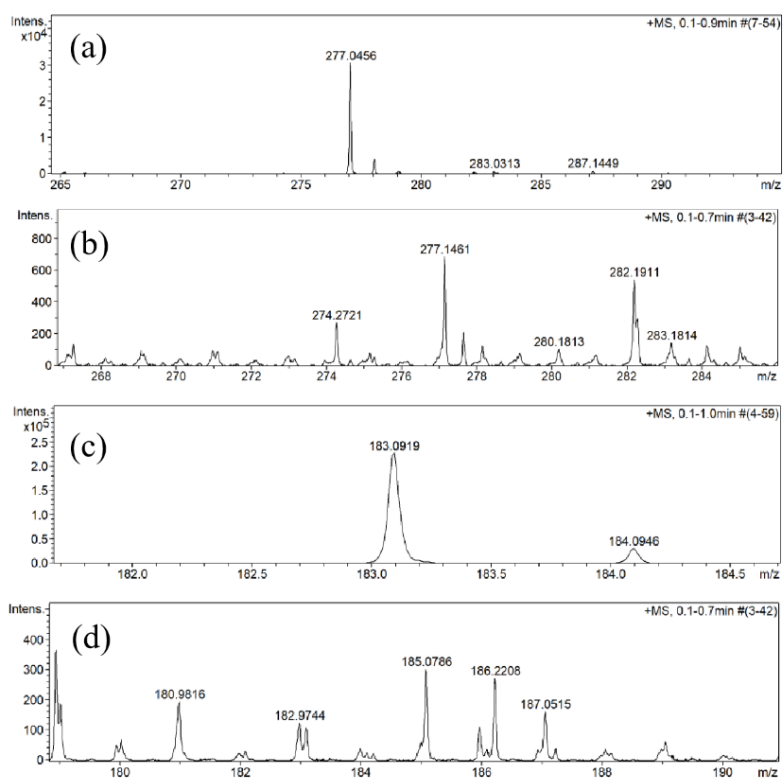 Intens.
x10⁴
(a)
+MS, 0.1-0.9min #(7-54)
277.0456
3
2
1
0
283.0313
287.1449
265 270 275 280 285 290 m/z
Intens.
(b)
+MS, 0.1-0.7min #(3-42)
800
600
400
200
0
277.1461
282.1911
274.2721
280.1813
283.1814
268 270 272 274 276 278 280 282 284 m/z
Intens.
x10⁵
(c)
+MS, 0.1-1.0min #(4-59)
2.5
2.0
1.5
1.0
0.5
0.0
183.0919
184.0946
182.0 182.5 183.0 183.5 184.0 184.5 m/z
Intens.
(d)
+MS, 0.1-0.7min #(3-42)
400
300
200
100
0
185.0786
186.2208
180.9816
182.9744
187.0515
180 182 184 186 188 190 m/z